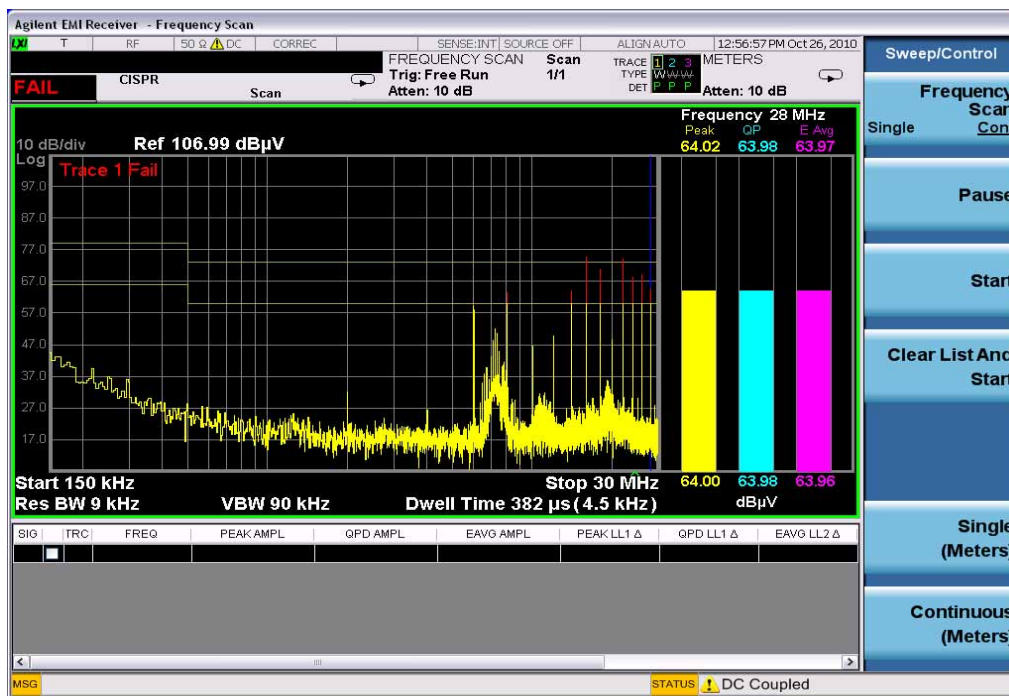 Agilent EMI Receiver - Frequency Scan
LXI T RF 50 Ω ⚠ DC CORREC SENSE:INT SOURCE OFF ALIGN AUTO 12:56:57 PM Oct 26, 2010
FREQUENCY SCAN Scan TRACE 1 2 3 METERS
Trig: Free Run 1/1 TYPE W W W
Atten: 10 dB DET P P P Atten: 10 dB
FAIL CISPR
Scan
Frequency 28 MHz
Peak QP E Avg
64.02 63.98 63.97
10 dB/div Ref 106.99 dBµV
Log
Trace 1 Fail
97.0
87.0
77.0
67.0
57.0
47.0
37.0
27.0
17.0
Start 150 kHz Stop 30 MHz
Res BW 9 kHz VBW 90 kHz Dwell Time 382 µs (4.5 kHz)
64.00 63.98 63.96
dBµV
SIG TRC FREQ PEAK AMPL QPD AMPL EAVG AMPL PEAK LL1 Δ QPD LL1 Δ EAVG LL2 Δ
MSG STATUS ⚠ DC Coupled
Sweep/Control
Frequency
Scan
Single Con
Pause
Start
Clear List And
Start
Single
(Meters)
Continuous
(Meters)